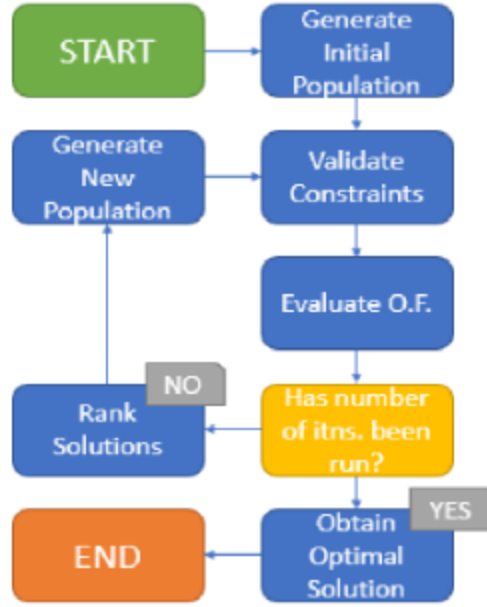 START
Generate
Initial
Population
Generate
New
Population
Validate
Constraints
Evaluate O.F.
NO
Rank
Solutions
Has number
of itns. been
run?
YES
Obtain
Optimal
Solution
END